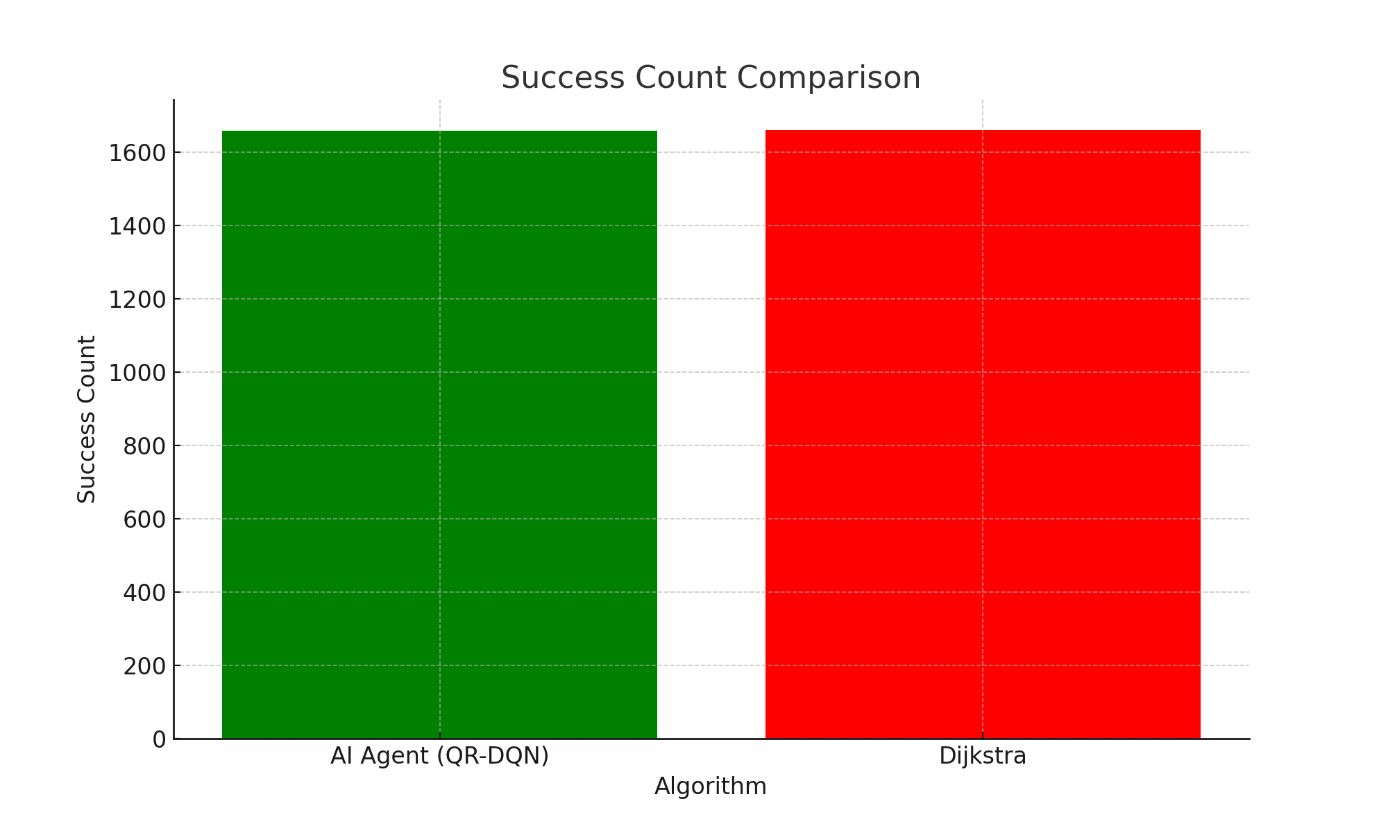 Success Count Comparison
Success Count
1600
1400
1200
1000
800
600
400
200
0
AI Agent (QR-DQN)
Dijkstra
Algorithm